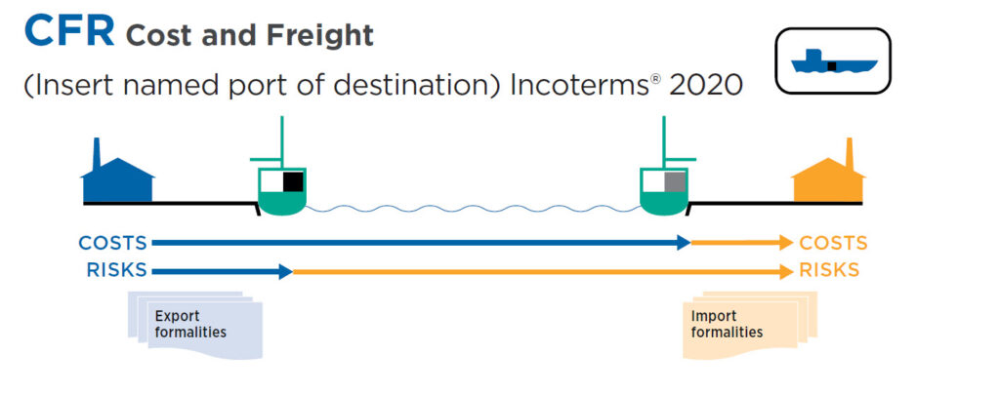 CFR Cost and Freight
(Insert named port of destination) Incoterms® 2020
COSTS COSTS
RISKS RISKS
Export
formalities
Import
formalities